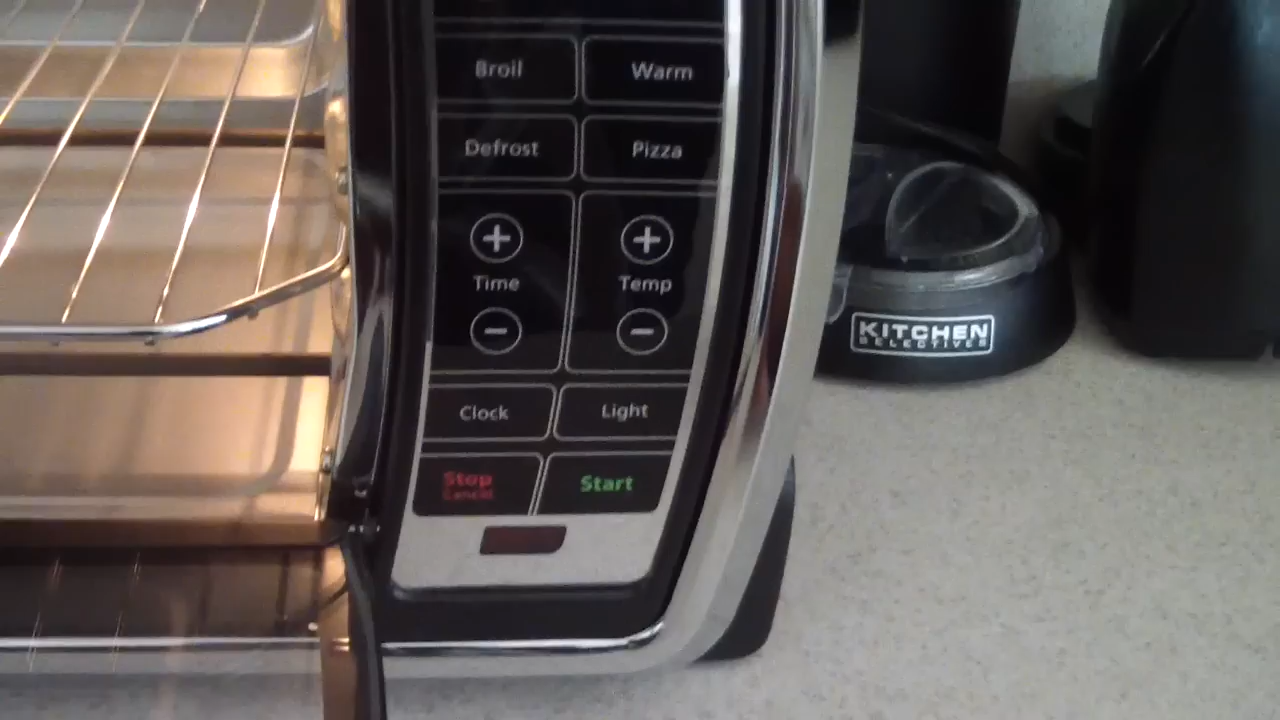 Broil Warm
Defrost Pizza
Time Temp
Clock Light
Stop Start
Cancel
KITCHEN
SELECTIVES